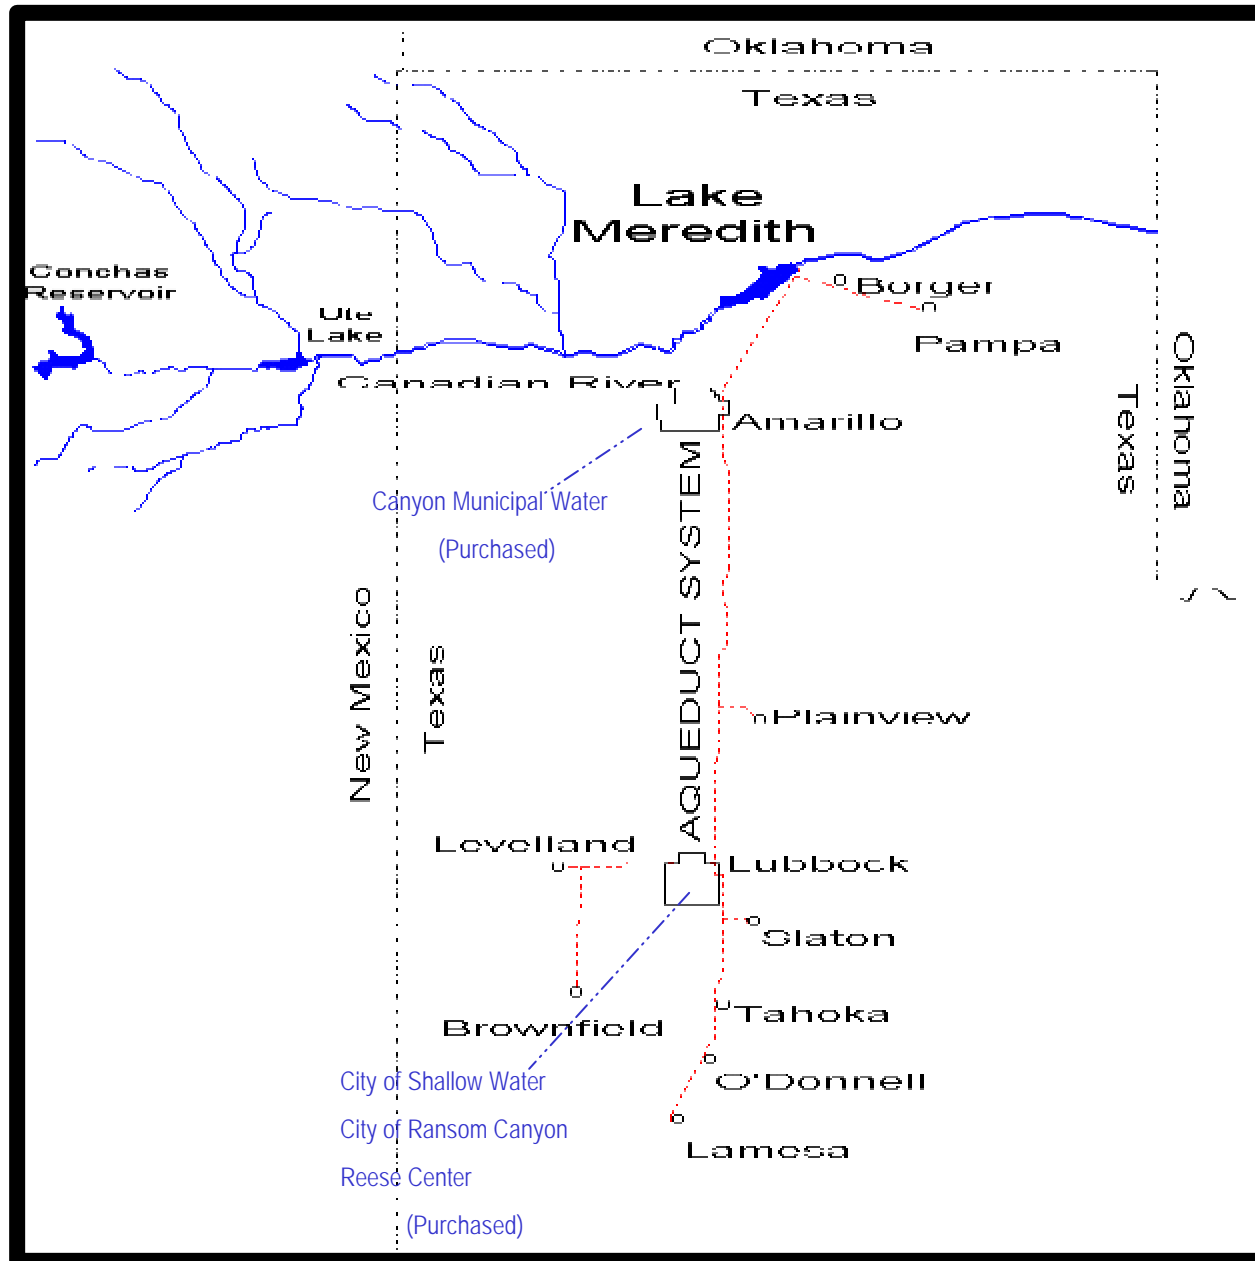 Oklahoma
Texas
Lake
Meredith
Conchas
Reservoir
Ute
Lake
Borger
Pampa
Canadian River
Amarillo
Oklahoma
Texas
Canyon Municipal Water
(Purchased)
AQUEDUCT SYSTEM
New Mexico
Texas
Plainview
Levelland
Lubbock
Slaton
Brownfield
Tahoka
City of Shallow Water
O'Donnell
City of Ransom Canyon
Lamesa
Reese Center
(Purchased)